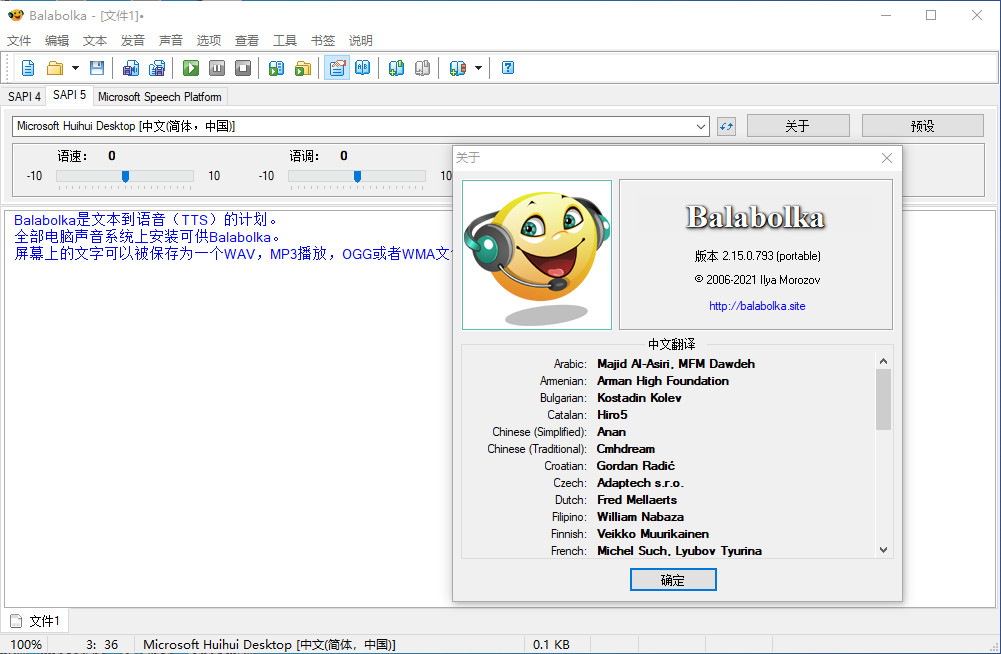 Balabolka - [文件1]•
文件 编辑 文本 发音 声音 选项 查看 工具 书签 说明
SAPI 4 SAPI 5 Microsoft Speech Platform
Microsoft Huihui Desktop [中文(简体，中国)]
关于 预设
语速： 0 语调： 0
-10 10 -10 10
Balabolka是文本到语音（TTS）的计划。
全部电脑声音系统上安装可供Balabolka。
屏幕上的文字可以被保存为一个WAV，MP3播放，OGG或者WMA文
关于
Balabolka
版本 2.15.0.793 (portable)
© 2006-2021 Ilya Morozov
http://balabolka.site
中文翻译
Arabic: Majid Al-Asiri, MFM Dawdeh
Armenian: Arman High Foundation
Bulgarian: Kostadin Kolev
Catalan: Hiro5
Chinese (Simplified): Anan
Chinese (Traditional): Cmhdream
Croatian: Gordan Radić
Czech: Adaptech s.r.o.
Dutch: Fred Mellaerts
Filipino: William Nabaza
Finnish: Veikko Muurikainen
French: Michel Such, Lyubov Tyurina
确定
文件1
100% 3: 36 Microsoft Huihui Desktop [中文(简体，中国)] 0.1 KB